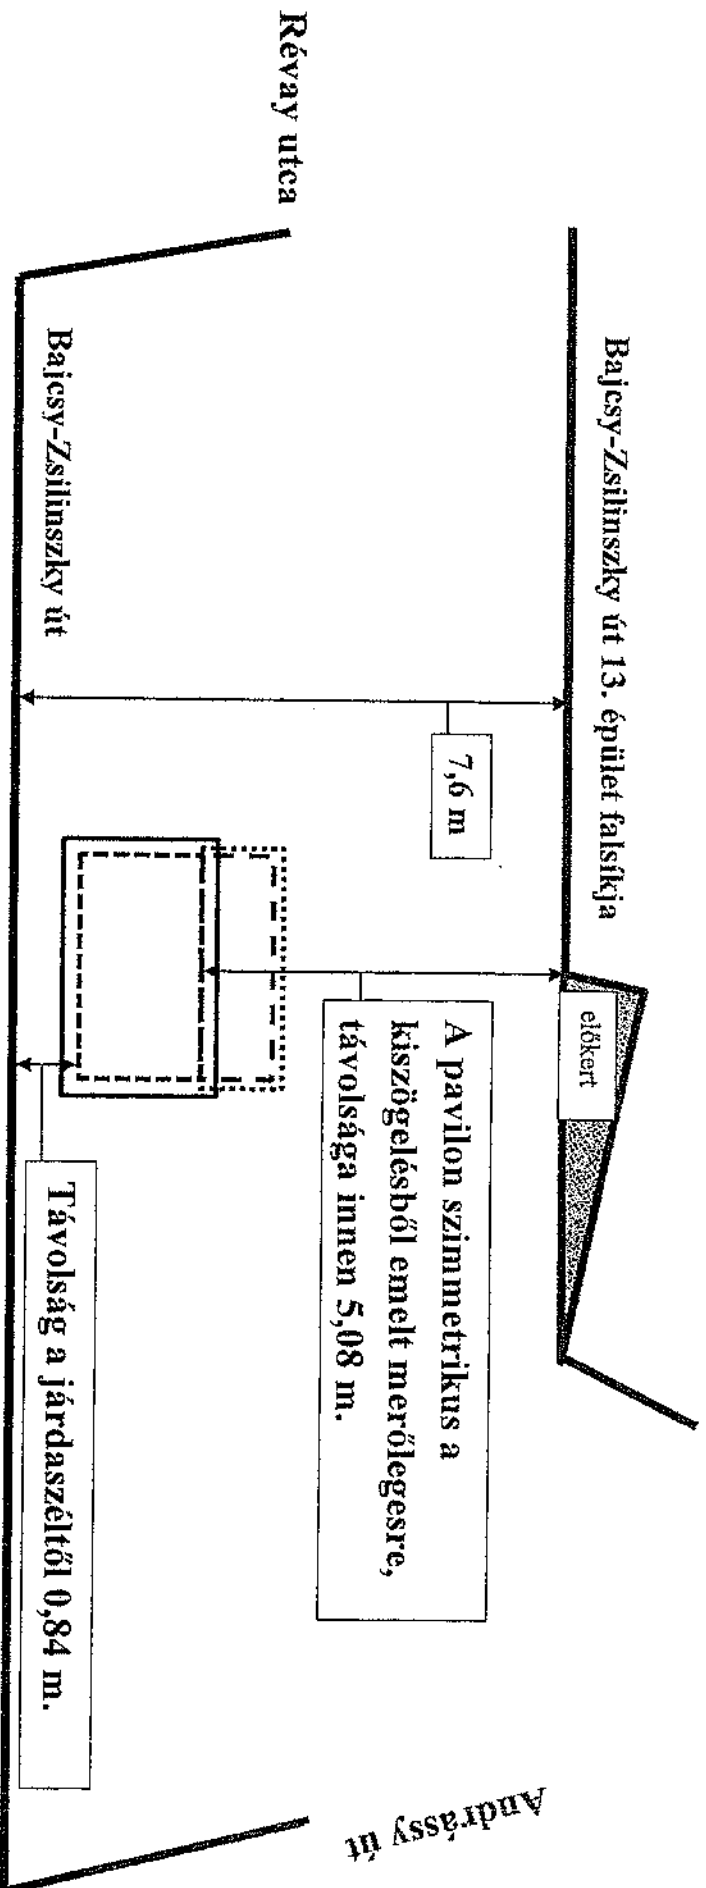 Révay utca
Bajcsy-Zsilinszky út 13. épület falsíkja
előkert
7,6 m
A pavilon szimmetrikus a
kiszögelésből emelt merőlegesre,
távolsága innen 5,08 m.
Bajcsy-Zsilinszky út
Távolság a járdaszéltől 0,84 m.
Andrássy út